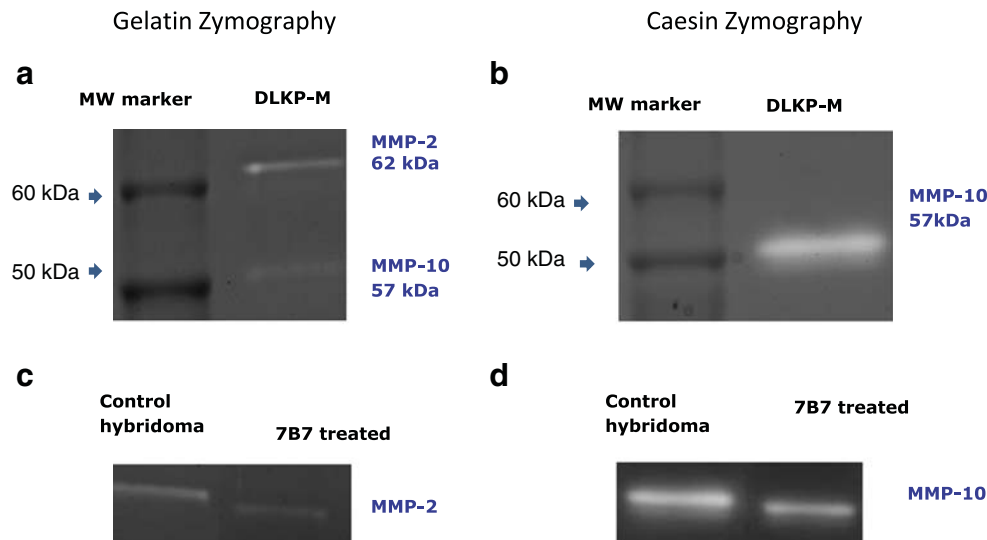 Gelatin Zymography
Caesin Zymography
a
MW marker
DLKP-M
MMP-2
62 kDa
60 kDa
50 kDa
MMP-10
57 kDa
b
MW marker
DLKP-M
60 kDa
50 kDa
MMP-10
57kDa
c
Control
hybridoma
7B7 treated
MMP-2
d
Control
hybridoma
7B7 treated
MMP-10